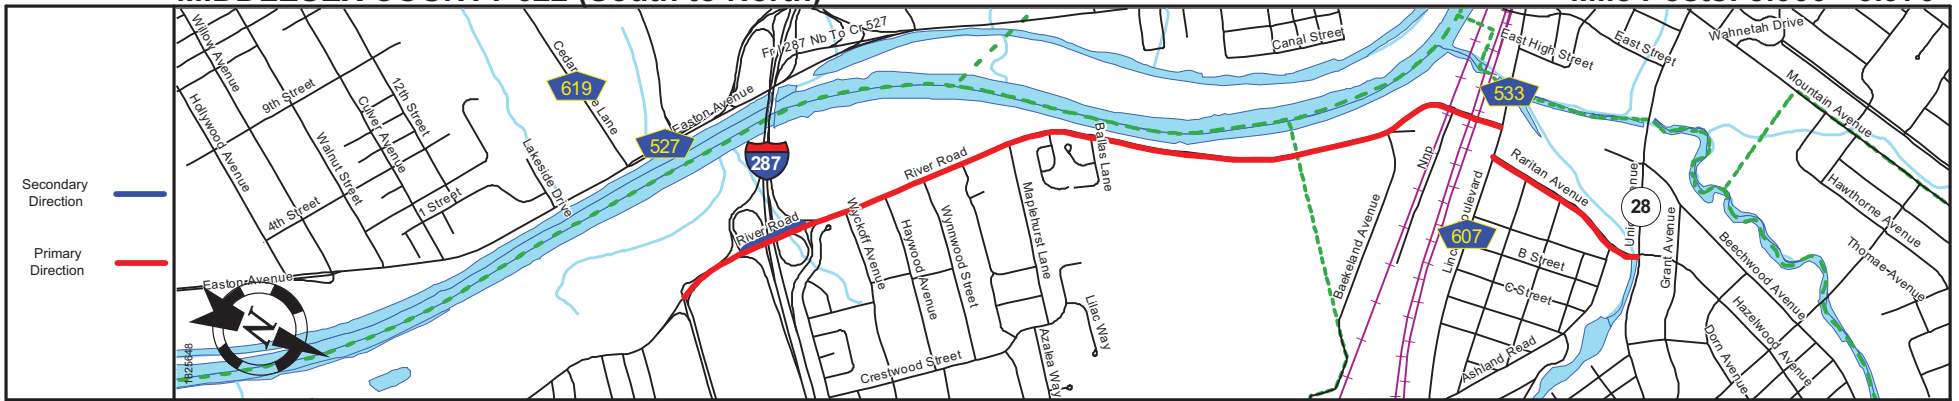 Secondary
Direction
Primary
Direction
Willow Avenue
Hollywood Avenue
9th Street
12th Street
Culver Avenue
Walnut Street
4th Street
1 Street
Easton Avenue
1825648
N
Cedar
e Lane
619
527
Lakeside Drive
Easton Avenue
Fr I 287 Nb To Cr 527
287
River Road
River Road
Wyckoff Avenue
Haywood Avenue
Wynnwood Street
Maplehurst Lane
Ballas Lane
Crestwood Street
Azalea Way
Lilac Way
Canal Street
Baekeland Avenue
Nnp
607
533
East High Street
East Street
Wahnetah Drive
Mountain Avenue
Raritan Avenue
28
B Street
C Street
Ashland Road
Grant Avenue
Beechwood Avenue
Hazelwood Avenue
Dorn Avenue
Hawthorne Avenue
Thomae Avenue